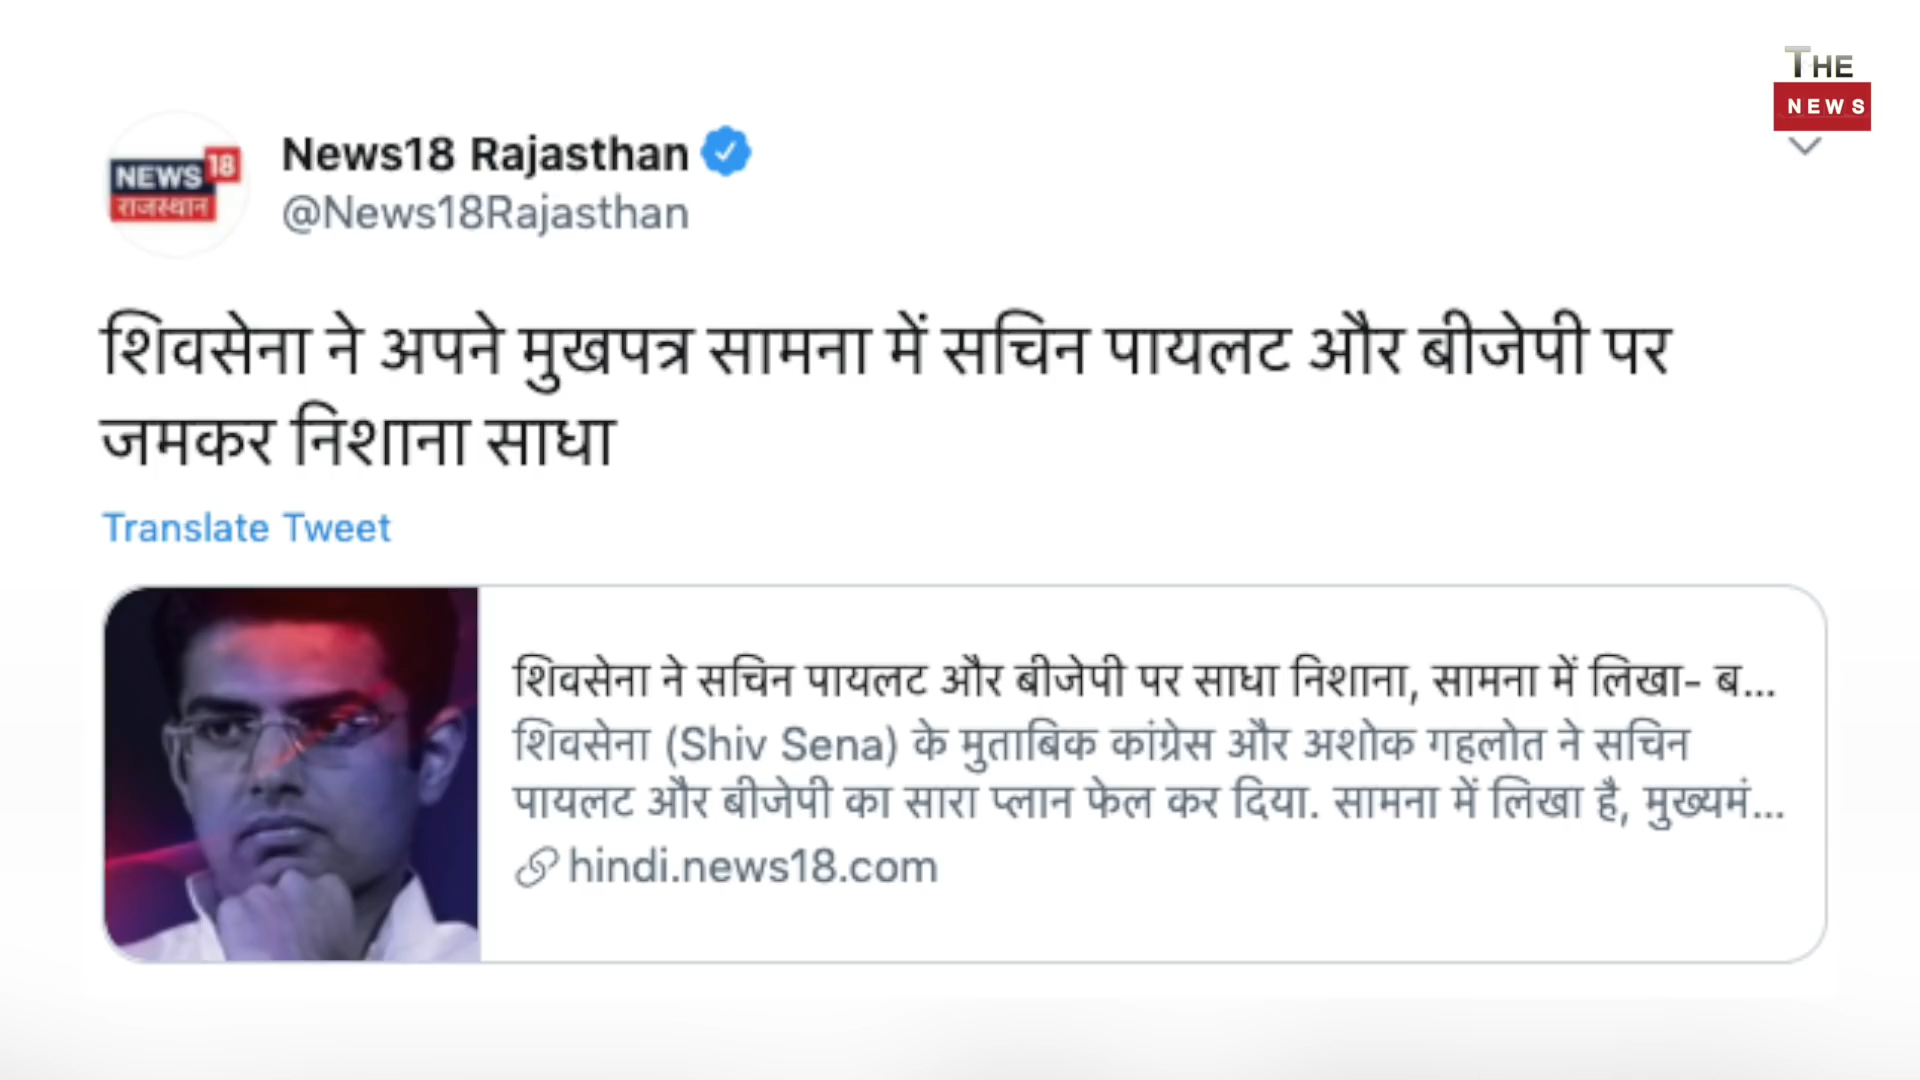 THE
NEWS
NEWS 18
राजस्थान
News18 Rajasthan
@News18Rajasthan
शिवसेना ने अपने मुखपत्र सामना में सचिन पायलट और बीजेपी पर
जमकर निशाना साधा
Translate Tweet
शिवसेना ने सचिन पायलट और बीजेपी पर साधा निशाना, सामना में लिखा- ब...
शिवसेना (Shiv Sena) के मुताबिक कांग्रेस और अशोक गहलोत ने सचिन
पायलट और बीजेपी का सारा प्लान फेल कर दिया. सामना में लिखा है, मुख्यमं...
hindi.news18.com